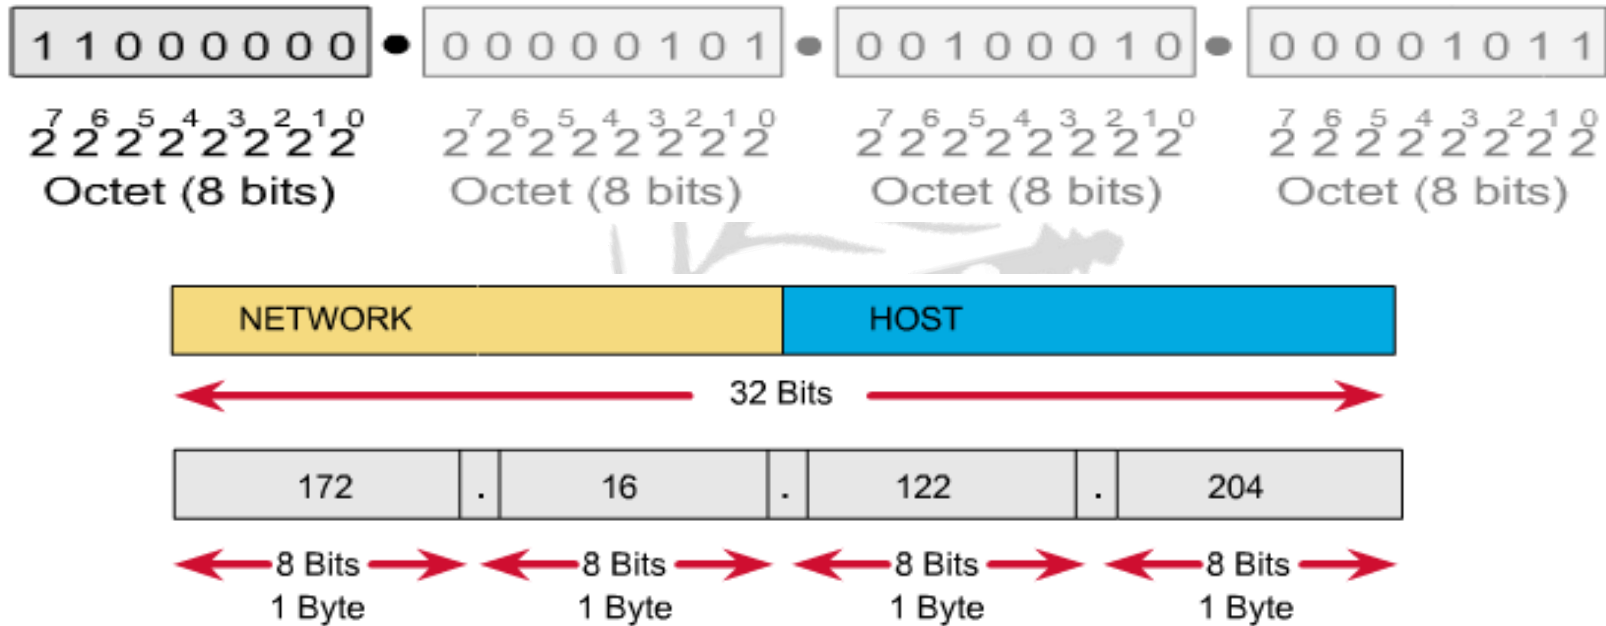 1 1 0 0 0 0 0 0 • 0 0 0 0 0 1 0 1 • 0 0 1 0 0 0 1 0 • 0 0 0 0 1 0 1 1
2⁷ 2⁶ 2⁵ 2⁴ 2³ 2² 2¹ 2⁰ 2⁷ 2⁶ 2⁵ 2⁴ 2³ 2² 2¹ 2⁰ 2⁷ 2⁶ 2⁵ 2⁴ 2³ 2² 2¹ 2⁰ 2⁷ 2⁶ 2⁵ 2⁴ 2³ 2² 2¹ 2⁰
Octet (8 bits) Octet (8 bits) Octet (8 bits) Octet (8 bits)
NETWORK HOST
32 Bits
172 . 16 . 122 . 204
8 Bits 8 Bits 8 Bits 8 Bits
1 Byte 1 Byte 1 Byte 1 Byte